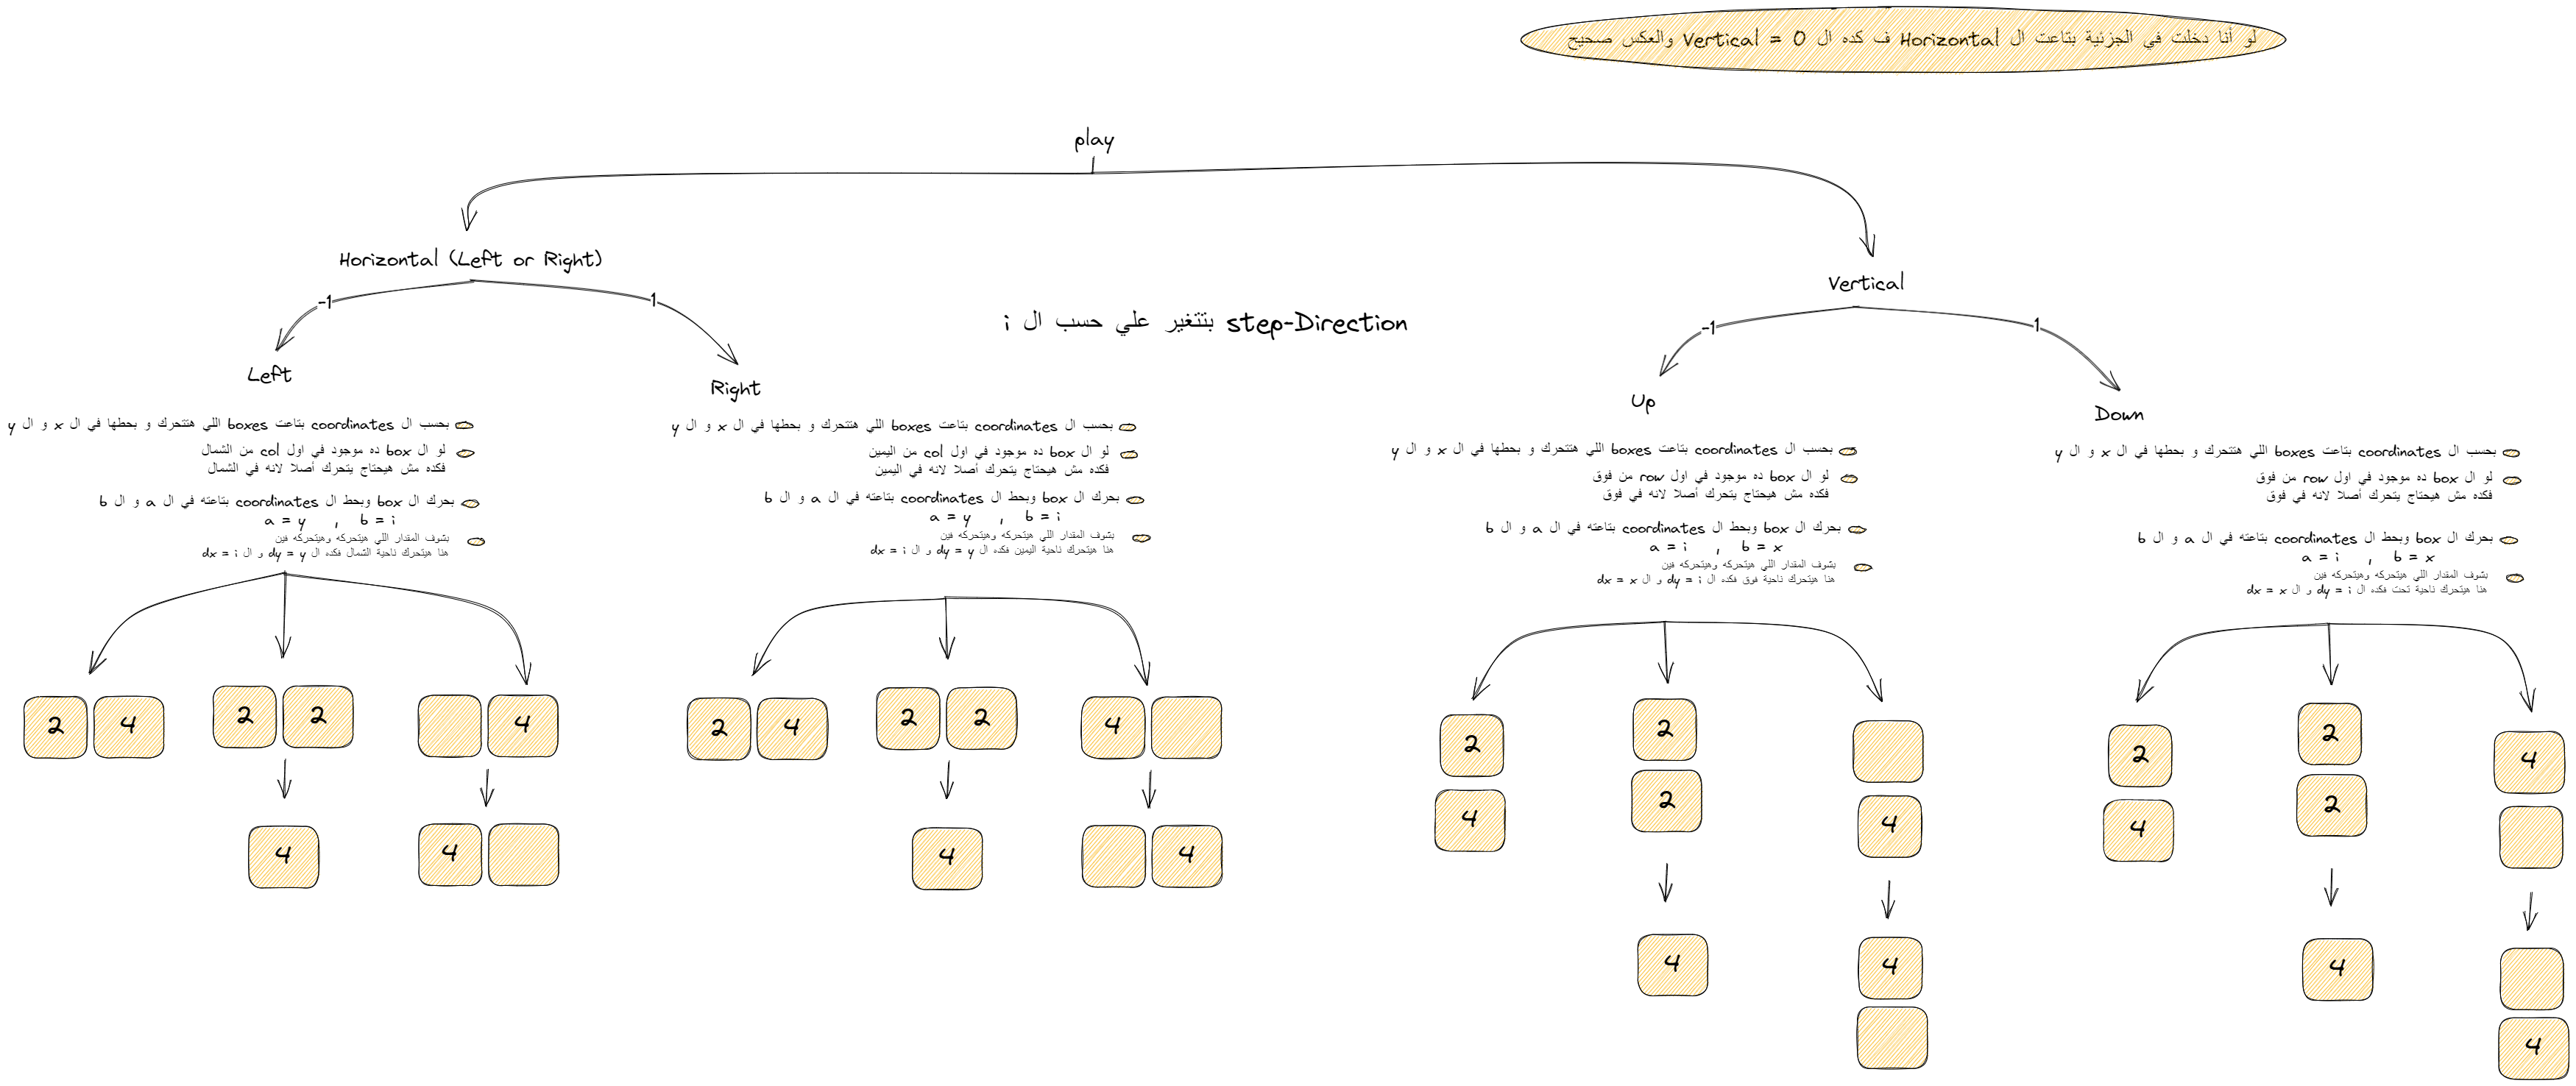 لو أنا دخلت في الجزئية بتاعت ال Horizontal ف كده ال Vertical = 0 والعكس صحيح
play
Horizontal (Left or Right)
-1
1
Left
Right
step-Direction بتتغير علي حسب ال i
Vertical
-1
1
Up
Down
بحسب ال coordinates بتاعت boxes اللي هتتحرك و بحطها في ال x و ال y
لو ال box ده موجود في اول col من الشمال
فكده مش هيحتاج يتحرك أصلا لانه في الشمال
بحرك ال box وبحط ال coordinates بتاعته في ال a و ال b
a = y , b = i
بشوف المقدار اللي هيتحركه وهيتحركه فين
هنا هيتحرك ناحية الشمال فكده ال dy = y و ال dx = i
2 4
2 2
4
4
4
بحسب ال coordinates بتاعت boxes اللي هتتحرك و بحطها في ال x و ال y
لو ال box ده موجود في اول col من اليمين
فكده مش هيحتاج يتحرك أصلا لانه في اليمين
بحرك ال box وبحط ال coordinates بتاعته في ال a و ال b
a = y , b = i
بشوف المقدار اللي هيتحركه وهيتحركه فين
هنا هيتحرك ناحية اليمين فكده ال dy = y و ال dx = i
2 4
2 2
4
4
4
بحسب ال coordinates بتاعت boxes اللي هتتحرك و بحطها في ال x و ال y
لو ال box ده موجود في اول row من فوق
فكده مش هيحتاج يتحرك أصلا لانه في فوق
بحرك ال box وبحط ال coordinates بتاعته في ال a و ال b
a = i , b = x
بشوف المقدار اللي هيتحركه وهيتحركه فين
هنا هيتحرك ناحية فوق فكده ال dy = i و ال dx = x
2
4
2
2
4
4
4
بحسب ال coordinates بتاعت boxes اللي هتتحرك و بحطها في ال x و ال y
لو ال box ده موجود في اول row من فوق
فكده مش هيحتاج يتحرك أصلا لانه في فوق
بحرك ال box وبحط ال coordinates بتاعته في ال a و ال b
a = i , b = x
بشوف المقدار اللي هيتحركه وهيتحركه فين
هنا هيتحرك ناحية تحت فكده ال dy = i و ال dx = x
2
4
2
2
4
4
4